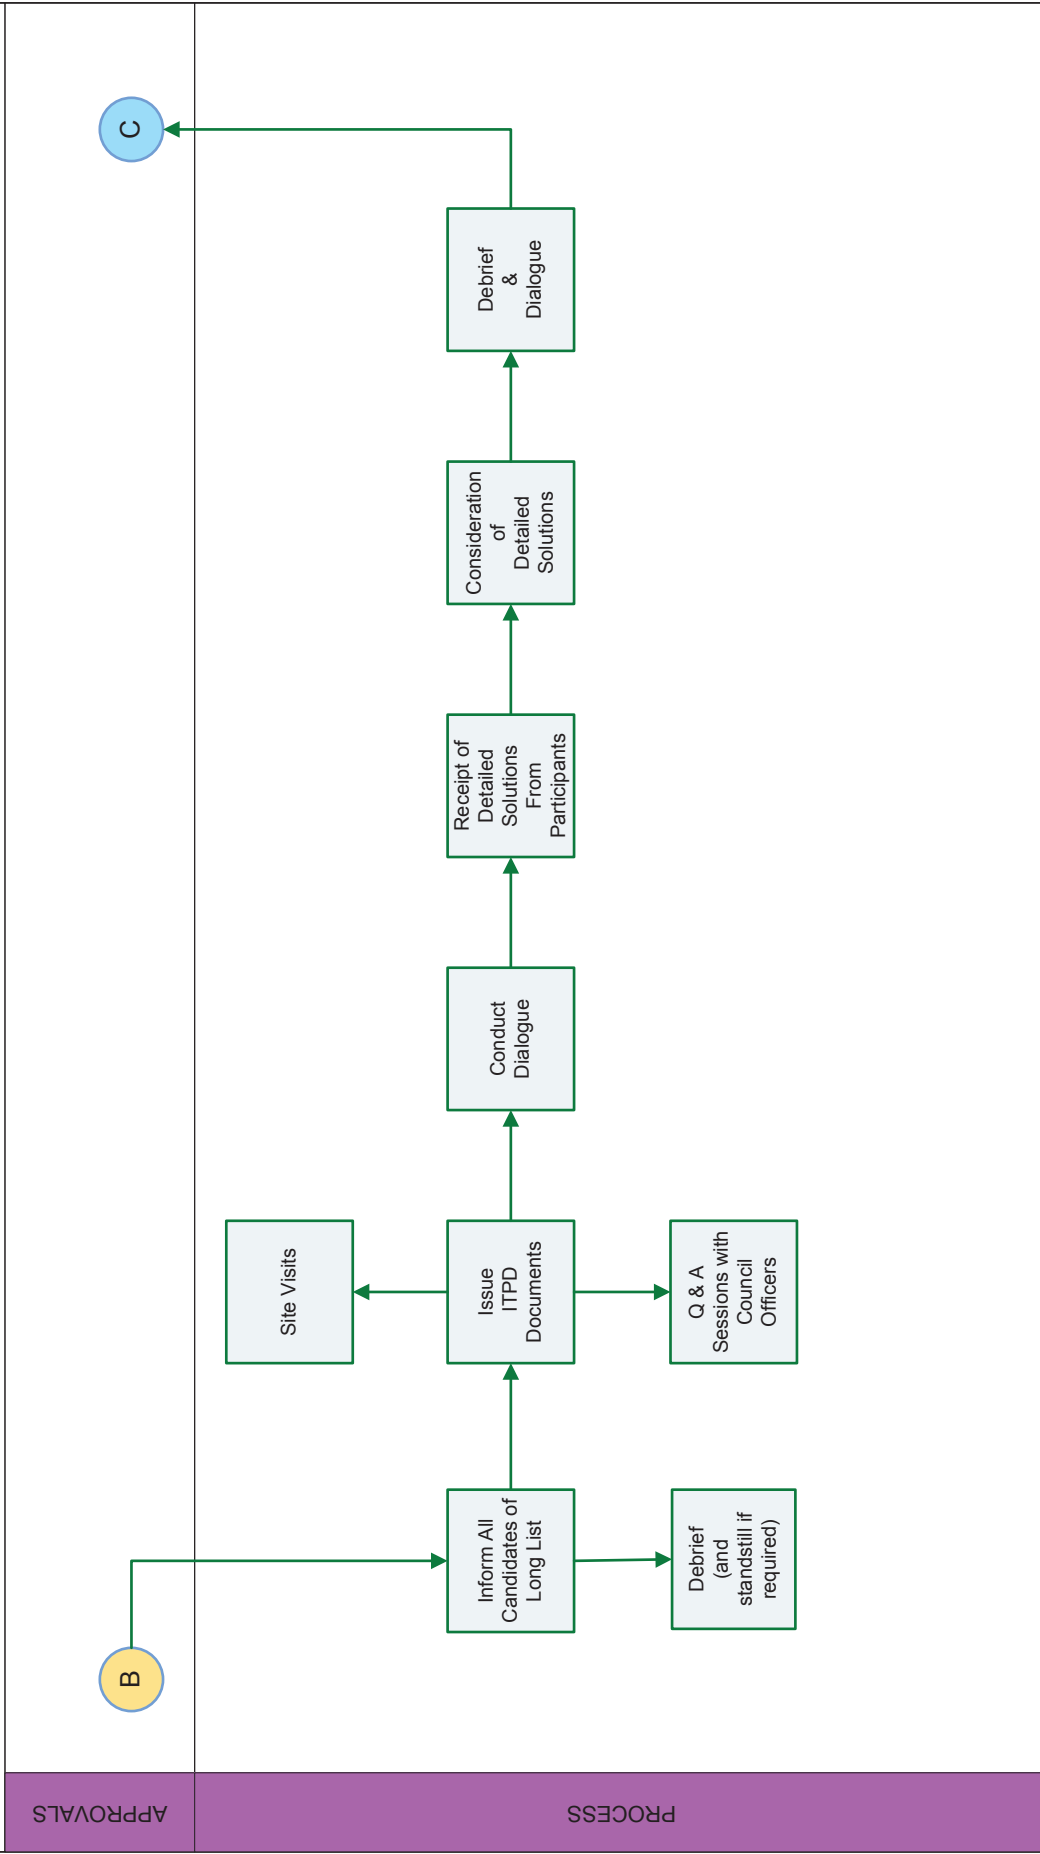 APPROVALS
B
C
PROCESS
Inform All
Candidates of
Long List
Debrief
(and
standstill if
required)
Site Visits
Issue
ITPD
Documents
Q & A
Sessions with
Council
Officers
Conduct
Dialogue
Receipt of
Detailed
Solutions
From
Participants
Consideration
of
Detailed
Solutions
Debrief
&
Dialogue